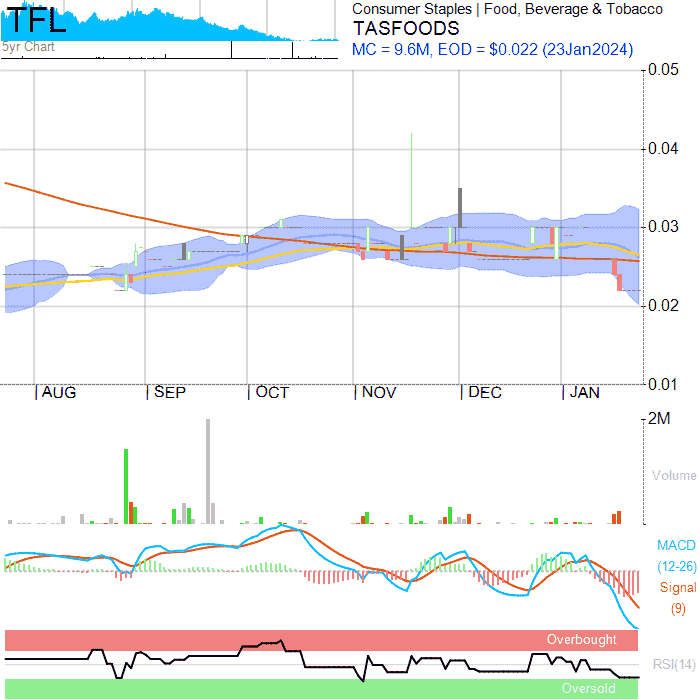 TFL
5yr Chart
Consumer Staples | Food, Beverage & Tobacco
TASFOODS
MC = 9.6M, EOD = $0.022 (23Jan2024)
0.05
0.04
0.03
0.02
0.01
AUG SEP OCT NOV DEC JAN
2M
Volume
MACD
(12-26)
Signal
(9)
Overbought
RSI(14)
Oversold